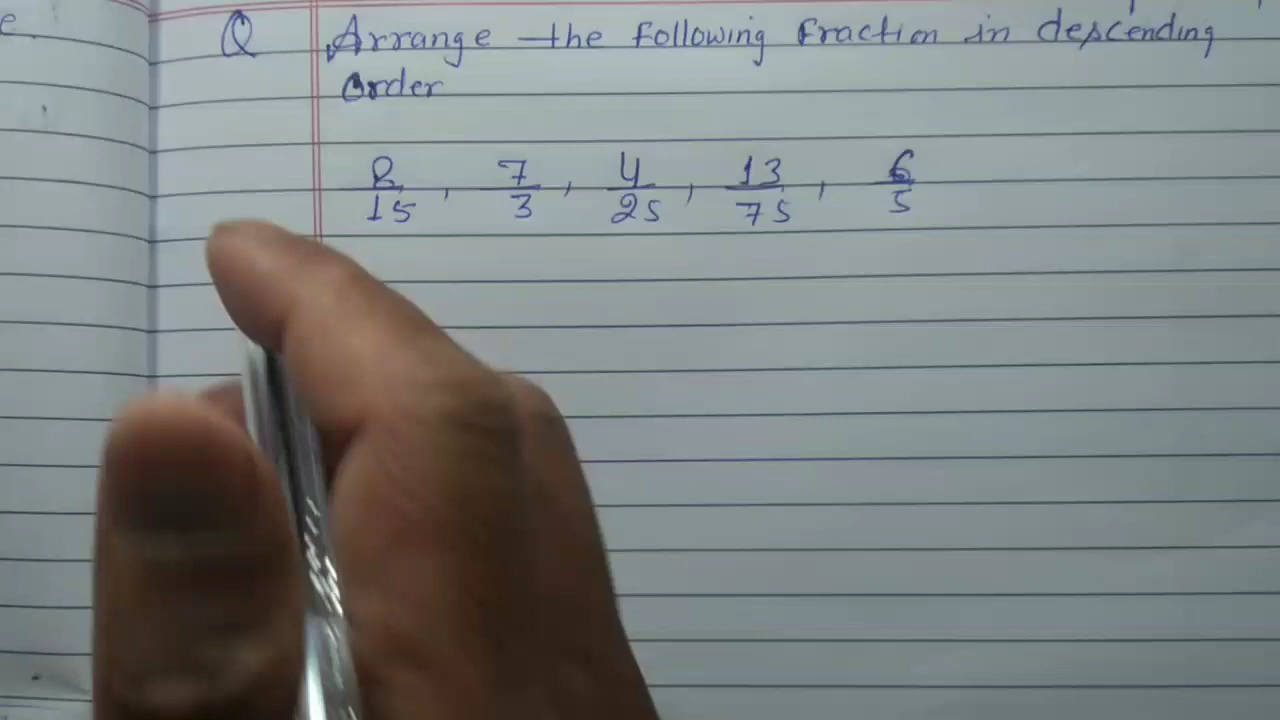 e
Q Arrange the following fraction in descending
Order
8/15, 7/3, 4/25, 13/75, 6/5